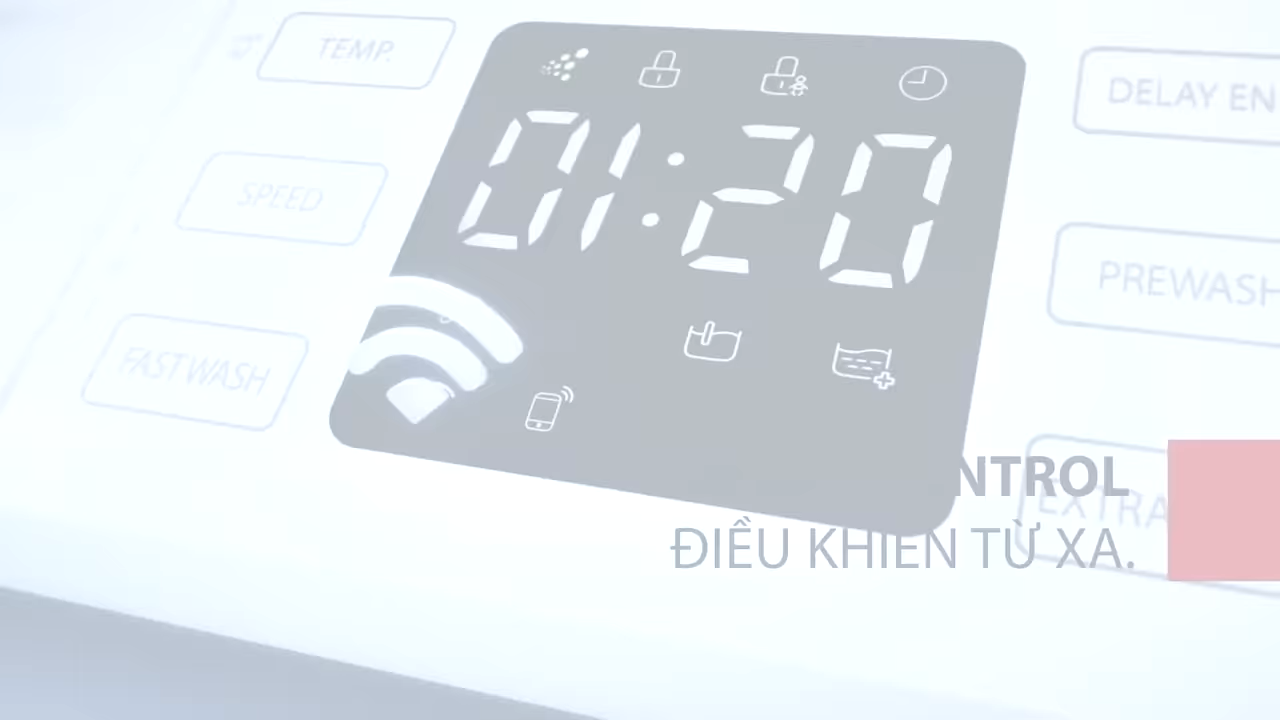 TEMP.
DELAY EN
01:20
SPEED
PREWASH
FASTWASH
NTROL
EXTRA
ĐIỀU KHIỂN TỪ XA.